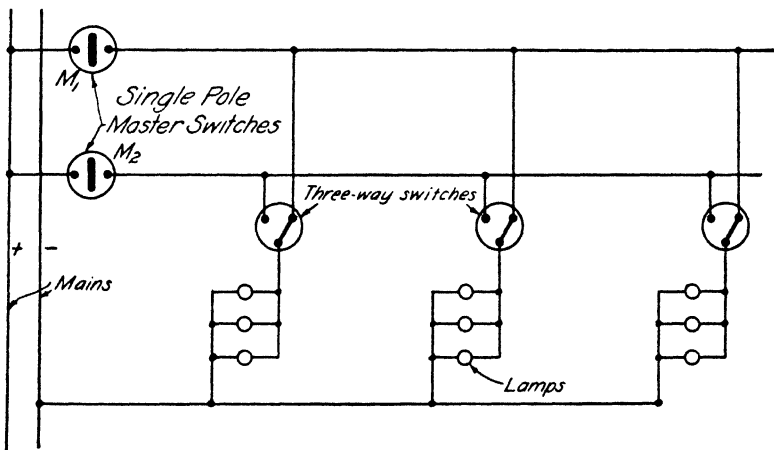 M₁
Single Pole
Master Switches
M₂
Three-way switches
+ −
Mains
Lamps